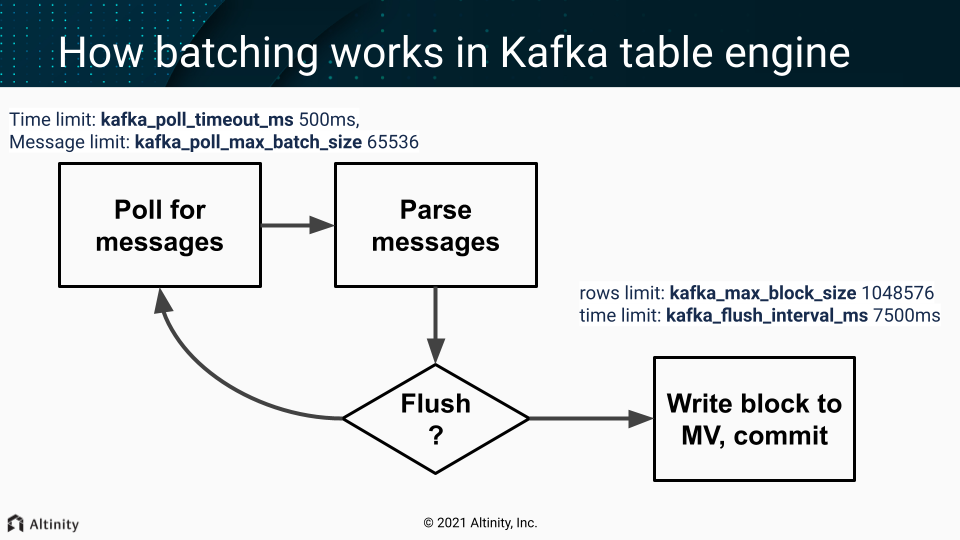 How batching works in Kafka table engine
Time limit: kafka_poll_timeout_ms 500ms,
Message limit: kafka_poll_max_batch_size 65536
Poll for
messages
Parse
messages
rows limit: kafka_max_block_size 1048576
time limit: kafka_flush_interval_ms 7500ms
Flush
?
Write block to
MV, commit
Altinity
© 2021 Altinity, Inc.